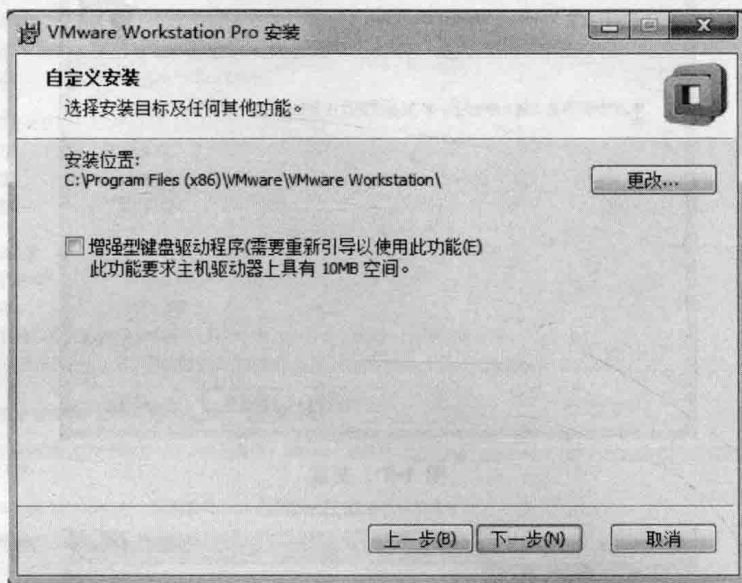 VMware Workstation Pro 安装
自定义安装
选择安装目标及任何其他功能。
安装位置:
C:\Program Files (x86)\VMware\VMware Workstation\
更改...
增强型键盘驱动程序(需要重新引导以使用此功能(E)
此功能要求主机驱动器上具有 10MB 空间。
上一步(B) 下一步(N) 取消